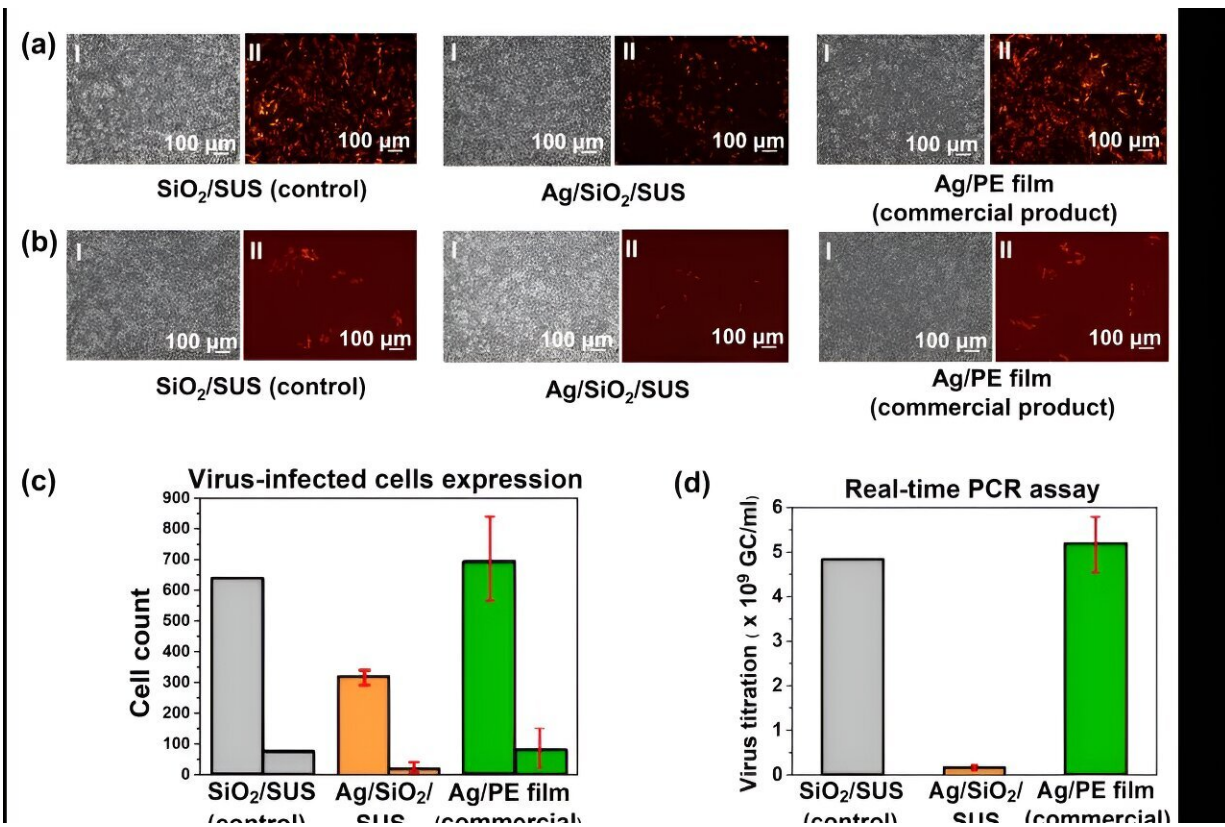 (a)
I
II
100 µm
100 µm
SiO₂/SUS (control)
I
II
100 µm
100 µm
Ag/SiO₂/SUS
I
II
100 µm
100 µm
Ag/PE film
(commercial product)
(b)
I
II
100 µm
100 µm
SiO₂/SUS (control)
I
II
100 µm
100 µm
Ag/SiO₂/SUS
I
II
100 µm
100 µm
Ag/PE film
(commercial product)
(c)
Virus-infected cells expression
Cell count
900
800
700
600
500
400
300
200
100
0
SiO₂/SUS
(control)
Ag/SiO₂/
SUS
Ag/PE film
(commercial)
(d)
Real-time PCR assay
Virus titration ( x 10⁹ GC/ml)
6
5
4
3
2
1
0
SiO₂/SUS
(control)
Ag/SiO₂/
SUS
Ag/PE film
(commercial)